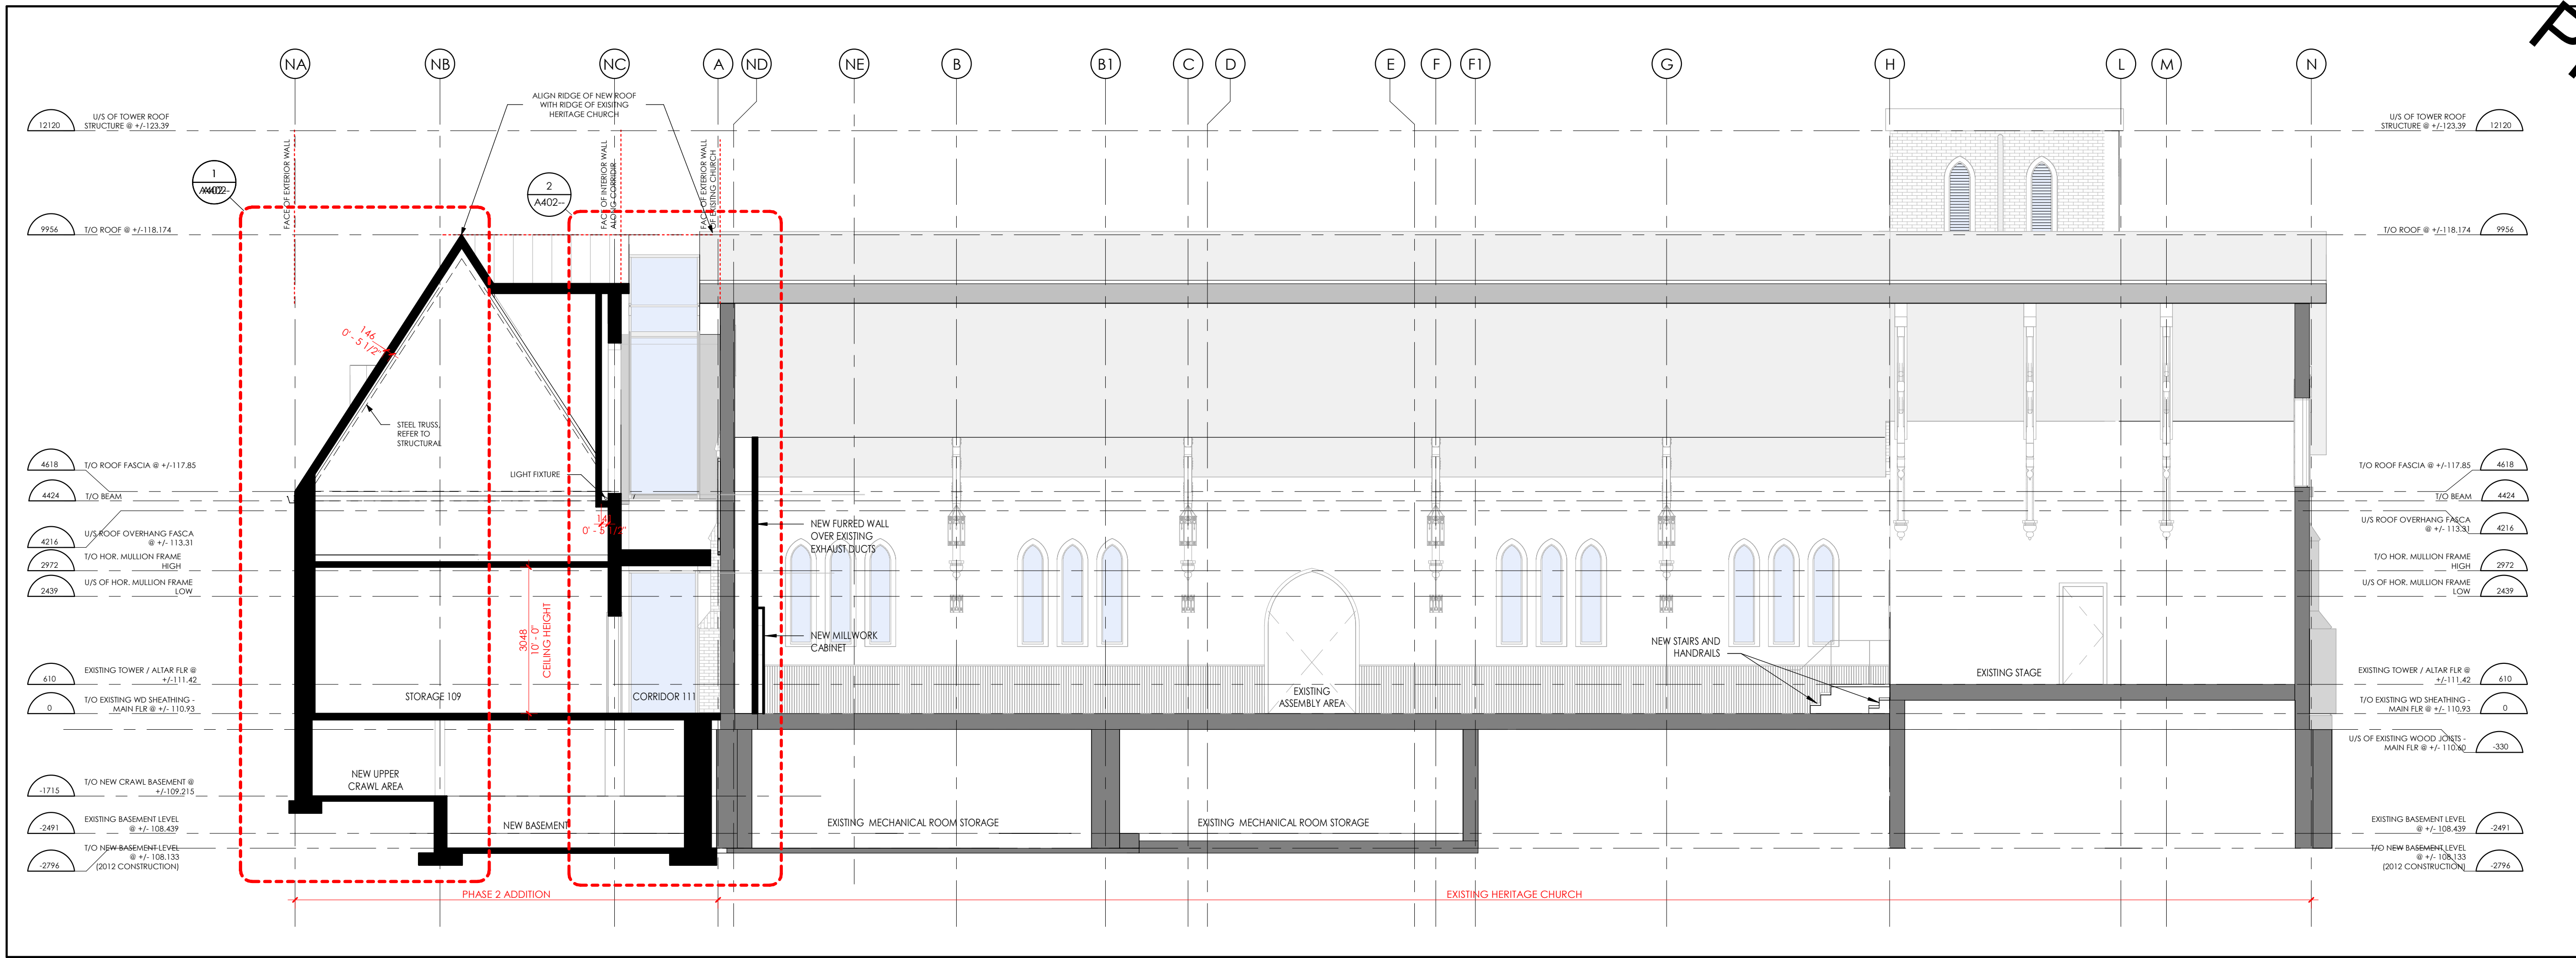 NA
NB
NC
A
ND
NE
B
B1
C
D
E
F
F1
G
H
L
M
N
12120
U/S OF TOWER ROOF
STRUCTURE @ +/-123.39
9956
T/O ROOF @ +/-118.174
4618
T/O ROOF FASCIA @ +/-117.85
4424
T/O BEAM
4216
U/S ROOF OVERHANG FASCA
@ +/- 113.31
2972
T/O HOR. MULLION FRAME
HIGH
2439
U/S OF HOR. MULLION FRAME
LOW
610
EXISTING TOWER / ALTAR FLR @
+/-111.42
0
T/O EXISTING WD SHEATHING -
MAIN FLR @ +/- 110.93
-1715
T/O NEW CRAWL BASEMENT @
+/-109.215
-2491
EXISTING BASEMENT LEVEL
@ +/- 108.439
-2796
T/O NEW BASEMENT LEVEL
@ +/- 108.133
(2012 CONSTRUCTION)
1
2
A402--
FACE OF EXTERIOR WALL
ALIGN RIDGE OF NEW ROOF
WITH RIDGE OF EXISITNG
HERITAGE CHURCH
FACE OF INTERIOR WALL
ALONG CORRIDIR
FACE OF EXTERIOR WALL
OF ERISITING CHURCH
146
0' - 5 1/2"
STEEL TRUSS,
REFER TO
STRUCTURAL
LIGHT FIXTURE
0' - 5 1/2"
NEW FURRED WALL
OVER EXISTING
EXHAUST DUCTS
NEW MILLWORK
CABINET
3048
10' - 0"
CEILING HEIGHT
STORAGE 109
CORRIDOR 111
NEW UPPER
CRAWL AREA
NEW BASEMENT
EXISTING MECHANICAL ROOM STORAGE
EXISTING MECHANICAL ROOM STORAGE
EXISTING
ASSEMBLY AREA
NEW STAIRS AND
HANDRAILS
EXISTING STAGE
PHASE 2 ADDITION
EXISTING HERITAGE CHURCH
U/S OF TOWER ROOF
STRUCTURE @ +/-123.39
12120
T/O ROOF @ +/-118.174
9956
T/O ROOF FASCIA @ +/-117.85
4618
T/O BEAM
4424
U/S ROOF OVERHANG FASCA
@ +/- 113.31
4216
T/O HOR. MULLION FRAME
HIGH
2972
U/S OF HOR. MULLION FRAME
LOW
2439
EXISTING TOWER / ALTAR FLR @
+/-111.42
610
T/O EXISTING WD SHEATHING -
MAIN FLR @ +/- 110.93
0
U/S OF EXISTING WOOD JOISTS -
MAIN FLR @ +/- 110.60
-330
EXISTING BASEMENT LEVEL
@ +/- 108.439
-2491
T/O NEW BASEMENT LEVEL
@ +/- 108.133
(2012 CONSTRUCTION)
-2796